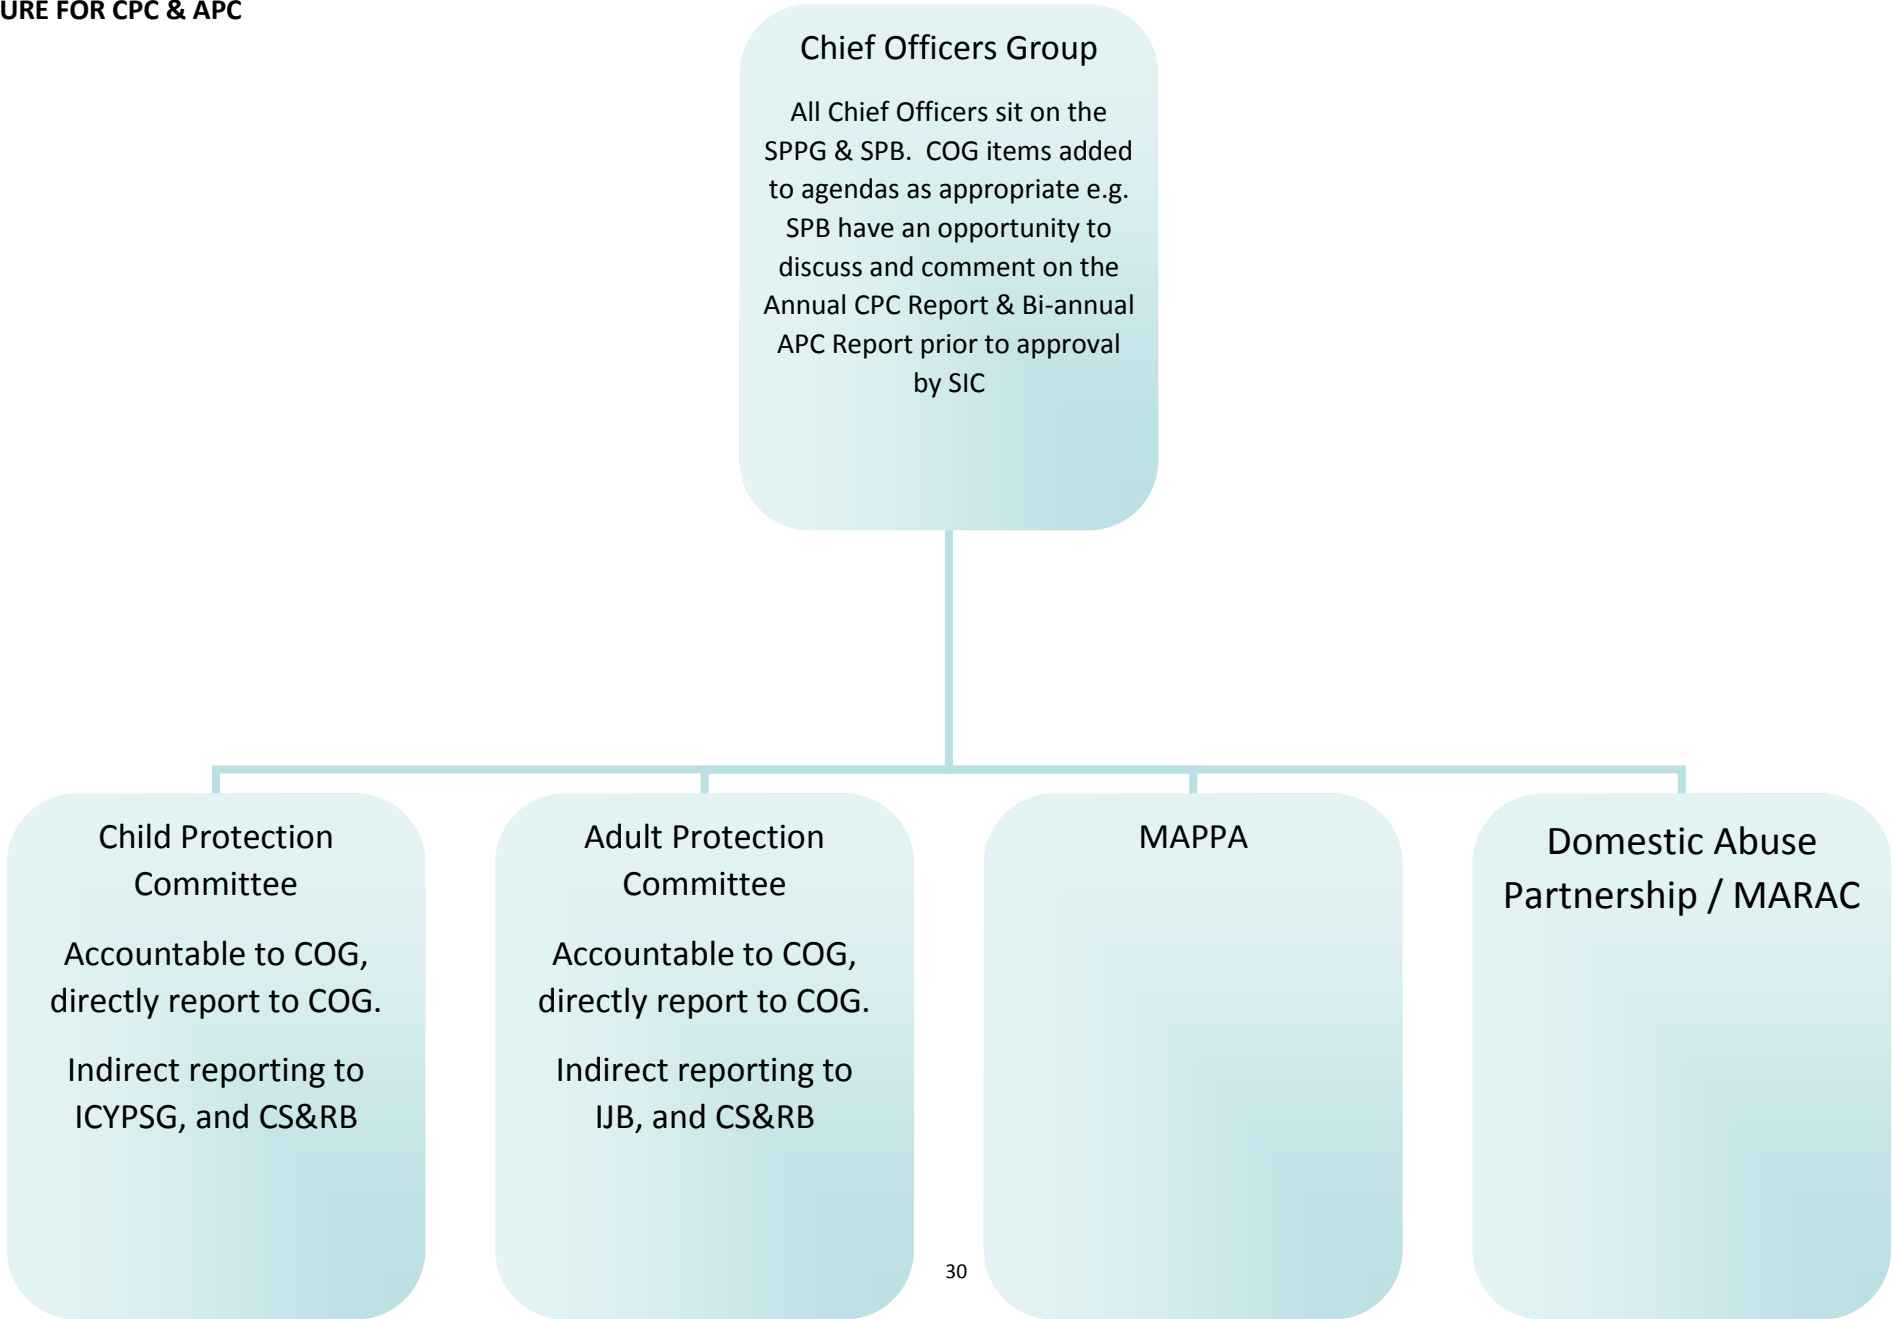 URE FOR CPC & APC
Chief Officers Group
All Chief Officers sit on the
SPPG & SPB.  COG items added
to agendas as appropriate e.g.
SPB have an opportunity to
discuss and comment on the
Annual CPC Report & Bi-annual
APC Report prior to approval
by SIC
Child Protection
Committee
Accountable to COG,
directly report to COG.
Indirect reporting to
ICYPSG, and CS&RB
Adult Protection
Committee
Accountable to COG,
directly report to COG.
Indirect reporting to
IJB, and CS&RB
MAPPA
Domestic Abuse
Partnership / MARAC
30